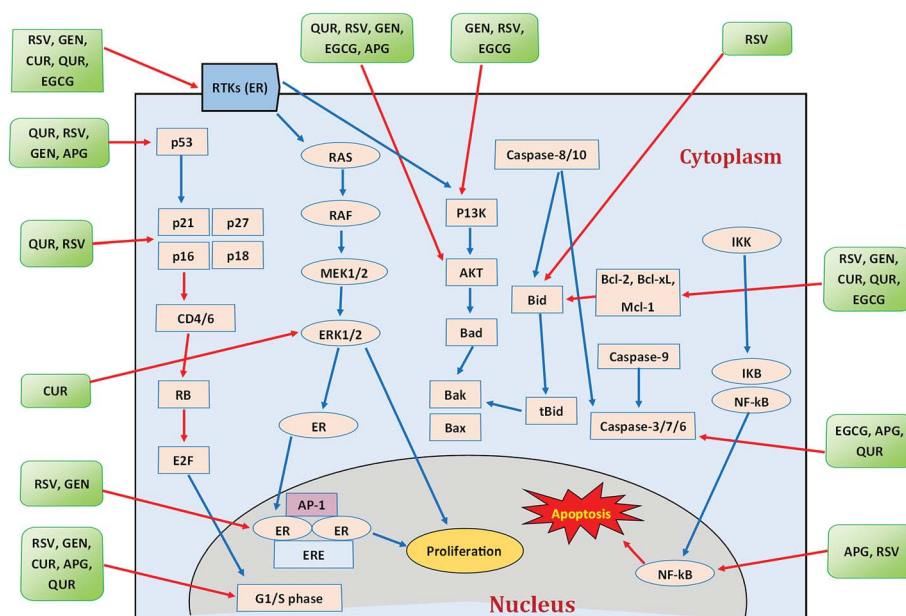 RSV, GEN,
CUR, QUR,
EGCG
QUR, RSV, GEN,
EGCG, APG
GEN, RSV,
EGCG
RSV
RTKs (ER)
QUR, RSV,
GEN, APG
p53
RAS
Caspase-8/10
Cytoplasm
QUR, RSV
p21
p27
p16
p18
RAF
P13K
IKK
MEK1/2
AKT
Bid
Bcl-2, Bcl-xL,
Mcl-1
RSV, GEN,
CUR, QUR,
EGCG
CD4/6
ERK1/2
Bad
Caspase-9
IKB
NF-kB
CUR
RB
Bak
Bax
tBid
Caspase-3/7/6
ER
EGCG, APG,
QUR
E2F
RSV, GEN
AP-1
ER
ER
ERE
Apoptosis
Proliferation
RSV, GEN,
CUR, APG,
QUR
APG, RSV
NF-kB
G1/S phase
Nucleus